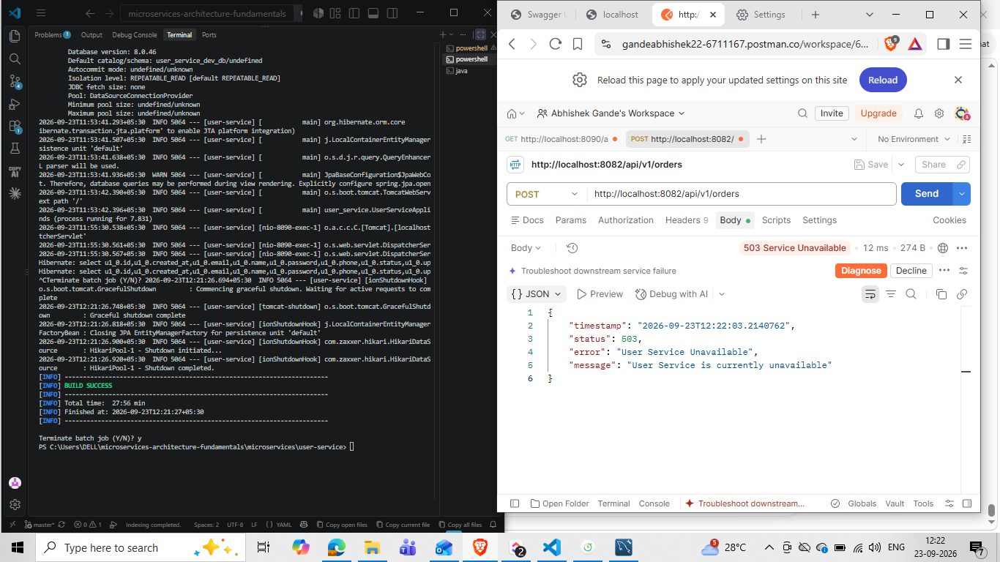 microservices-architecture-fundamentals
Problems 1 Output Debug Console Terminal Ports
powershell
powershell
java
Database version: 8.0.46
Default catalog/schema: user_service_dev_db/undefined
Autocommit mode: undefined/unknown
Isolation level: REPEATABLE_READ [default REPEATABLE_READ]
JDBC fetch size: none
Pool: DataSourceConnectionProvider
Minimum pool size: undefined/unknown
Maximum pool size: undefined/unknown
2026-09-23T11:53:41.293+05:30 INFO 5064 --- [user-service] [ main] org.hibernate.orm.core
ibernate.transaction.jta.platform' to enable JTA platform integration)
2026-09-23T11:53:41.507+05:30 INFO 5064 --- [user-service] [ main] j.LocalContainerEntityManager
sistence unit 'default'
2026-09-23T11:53:41.638+05:30 INFO 5064 --- [user-service] [ main] o.s.d.j.r.query.QueryEnhancer
L parser will be used.
2026-09-23T11:53:41.936+05:30 WARN 5064 --- [user-service] [ main] JpaBaseConfiguration$JpaWebCo
t. Therefore, database queries may be performed during view rendering. Explicitly configure spring.jpa.open
2026-09-23T11:53:42.390+05:30 INFO 5064 --- [user-service] [ main] o.s.boot.tomcat.TomcatWebServ
ext path '/'
2026-09-23T11:53:42.396+05:30 INFO 5064 --- [user-service] [ main] user_service.UserServiceAppli
nds (process running for 7.831)
2026-09-23T11:55:30.538+05:30 INFO 5064 --- [user-service] [nio-8090-exec-1] o.a.c.c.C.[Tomcat].[localhost
tcherServlet'
2026-09-23T11:55:30.561+05:30 INFO 5064 --- [user-service] [nio-8090-exec-1] o.s.web.servlet.DispatcherSer
2026-09-23T11:55:30.567+05:30 INFO 5064 --- [user-service] [nio-8090-exec-1] o.s.web.servlet.DispatcherSer
Hibernate: select u1_0.id,u1_0.created_at,u1_0.email,u1_0.name,u1_0.password,u1_0.phone,u1_0.status,u1_0.up
Hibernate: select u1_0.id,u1_0.created_at,u1_0.email,u1_0.name,u1_0.password,u1_0.phone,u1_0.status,u1_0.up
^CTerminate batch job (Y/N)? 2026-09-23T12:21:26.694+05:30 INFO 5064 --- [user-service] [ionShutdownHook]
o.s.boot.tomcat.GracefulShutdown : Commencing graceful shutdown. Waiting for active requests to com
plete
2026-09-23T12:21:26.748+05:30 INFO 5064 --- [user-service] [tomcat-shutdown] o.s.boot.tomcat.GracefulShutd
own : Graceful shutdown complete
2026-09-23T12:21:26.818+05:30 INFO 5064 --- [user-service] [ionShutdownHook] j.LocalContainerEntityManager
FactoryBean : Closing JPA EntityManagerFactory for persistence unit 'default'
2026-09-23T12:21:26.900+05:30 INFO 5064 --- [user-service] [ionShutdownHook] com.zaxxer.hikari.HikariDataS
ource : HikariPool-1 - Shutdown initiated...
2026-09-23T12:21:26.920+05:30 INFO 5064 --- [user-service] [ionShutdownHook] com.zaxxer.hikari.HikariDataS
ource : HikariPool-1 - Shutdown completed.
[INFO] ------------------------------------------------------------------------
[INFO] BUILD SUCCESS
[INFO] ------------------------------------------------------------------------
[INFO] Total time: 27:56 min
[INFO] Finished at: 2026-09-23T12:21:27+05:30
[INFO] ------------------------------------------------------------------------
Terminate batch job (Y/N)? y
PS C:\Users\DELL\microservices-architecture-fundamentals\microservices\user-service>
COPY AI
4
1
master* 0 1 Indexing completed. Spaces: 2 UTF-8 LF { } YAML Copy open files Copy current file Copy all files
Swagger localhost http:/ Settings
gandeabhishek22-6711167.postman.co/workspace/6... 9
Reload this page to apply your updated settings on this site Reload
Abhishek Gande's Workspace Invite Upgrade
GET http://localhost:8090/a POST http://localhost:8082/ No Environment
HTTP http://localhost:8082/api/v1/orders Save Share
POST http://localhost:8082/api/v1/orders Send
Docs Params Authorization Headers 9 Body Scripts Settings Cookies
Body 503 Service Unavailable 12 ms 274 B
Troubleshoot downstream service failure Diagnose Decline
{} JSON Preview Debug with AI
1 {
2 "timestamp": "2026-09-23T12:22:03.2140762",
3 "status": 503,
4 "error": "User Service Unavailable",
5 "message": "User Service is currently unavailable"
6 }
Open Folder Terminal Console Troubleshoot downstream... Globals Vault Tools
hat
Type here to search
2
5
28°C ENG 12:22
23-09-2026
7